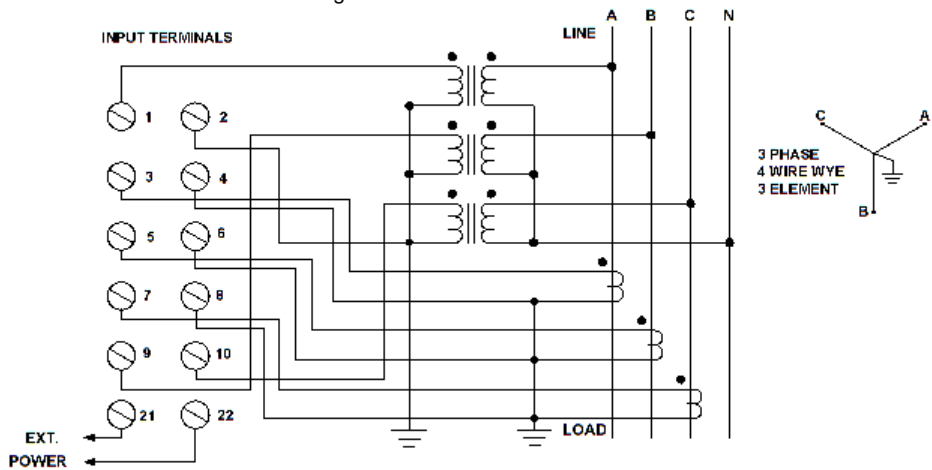 A B C N
LINE
INPUT TERMINALS
1 2
3 4
5 6
7 8
9 10
21 22
EXT.
POWER
LOAD
C A
3 PHASE
4 WIRE WYE
3 ELEMENT
B